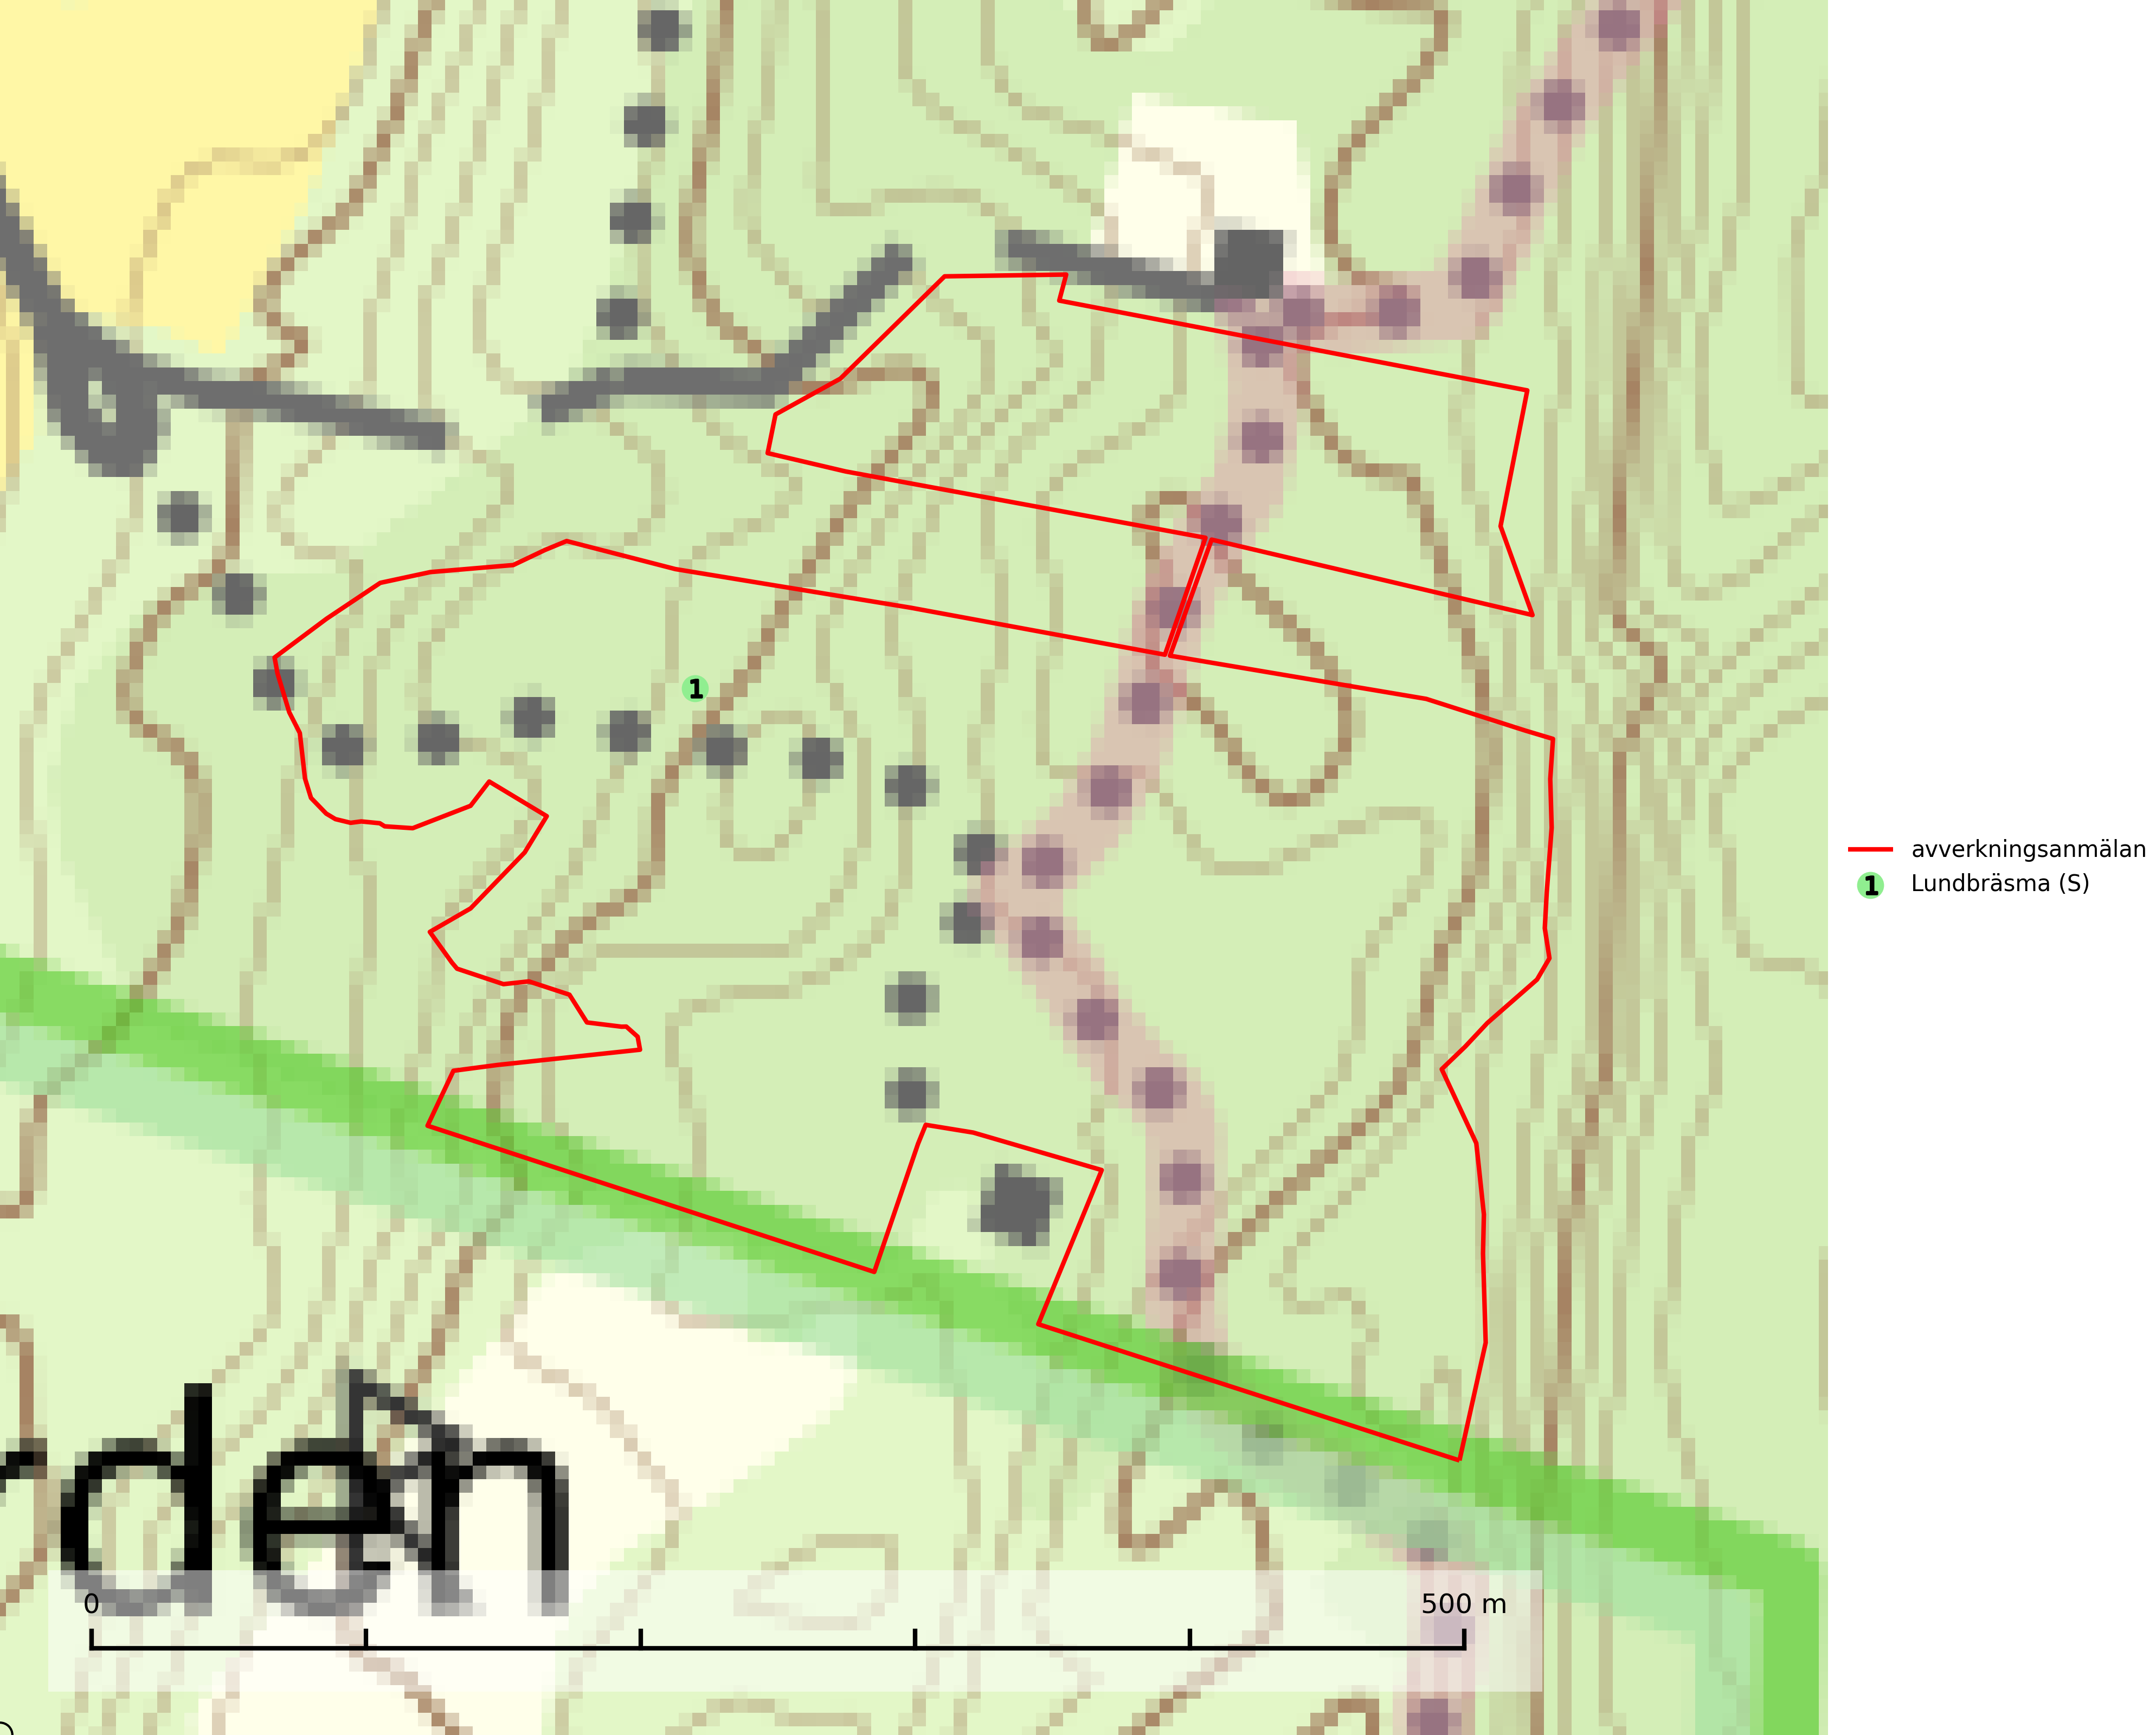 1
avverkningsanmälan
1 Lundbräsma (S)
rden
0 500 m